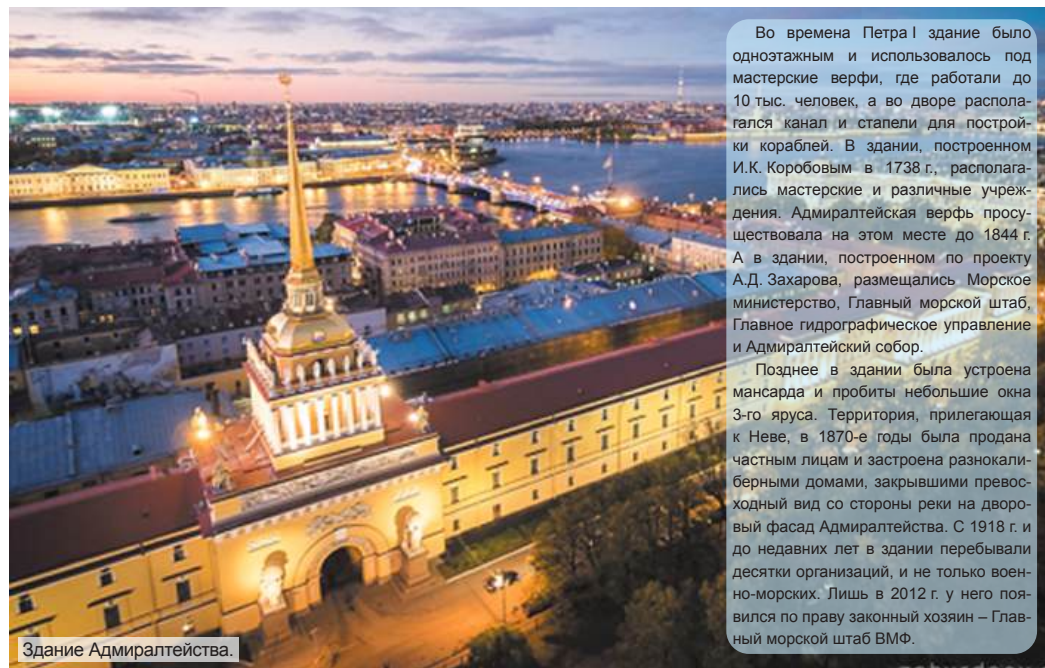 Во времена Петра I здание было
одноэтажным и использовалось под
мастерские верфи, где работали до
10 тыс. человек, а во дворе распола-
гался канал и стапели для построй-
ки кораблей. В здании, построенном
И.К. Коробовым в 1738 г., располага-
лись мастерские и различные учреж-
дения. Адмиралтейская верфь просу-
ществовала на этом месте до 1844 г.
А в здании, построенном по проекту
А.Д. Захарова, размещались Морское
министерство, Главный морской штаб,
Главное гидрографическое управление
и Адмиралтейский собор.
Позднее в здании была устроена
мансарда и пробиты небольшие окна
3-го яруса. Территория, прилегающая
к Неве, в 1870-е годы была продана
частным лицам и застроена разнокали-
берными домами, закрывшими превос-
ходный вид со стороны реки на дворо-
вый фасад Адмиралтейства. С 1918 г. и
до недавних лет в здании перебывали
десятки организаций, и не только воен-
но-морских. Лишь в 2012 г. у него поя-
вился по праву законный хозяин – Глав-
ный морской штаб ВМФ.
Здание Адмиралтейства.